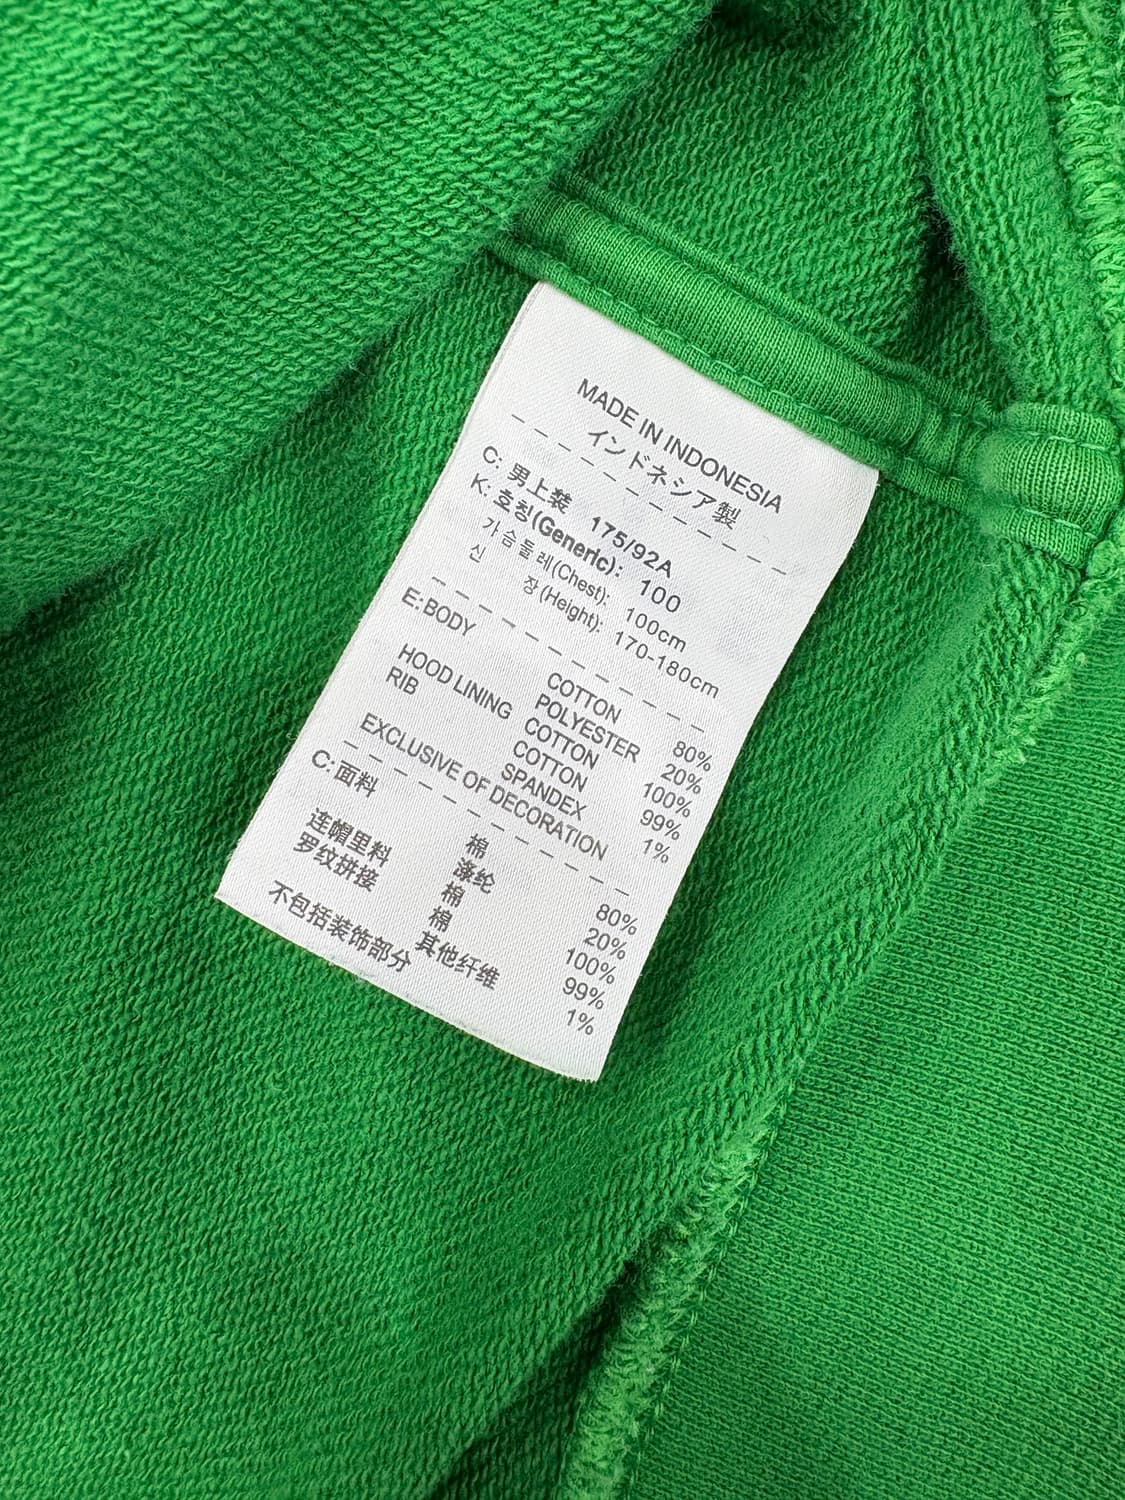 MADE IN INDONESIA
インドネシア製
C: 男上装 175/92A
K: 호칭(Generic): 100
가슴둘레(Chest): 100cm
신 장(Height): 170-180cm
E: BODY COTTON 80%
POLYESTER 20%
HOOD LINING COTTON 100%
RIB COTTON 99%
SPANDEX 1%
EXCLUSIVE OF DECORATION
C: 面料 棉 80%
涤纶 20%
连帽里料 棉 100%
罗纹拼接 棉 99%
其他纤维 1%
不包括装饰部分